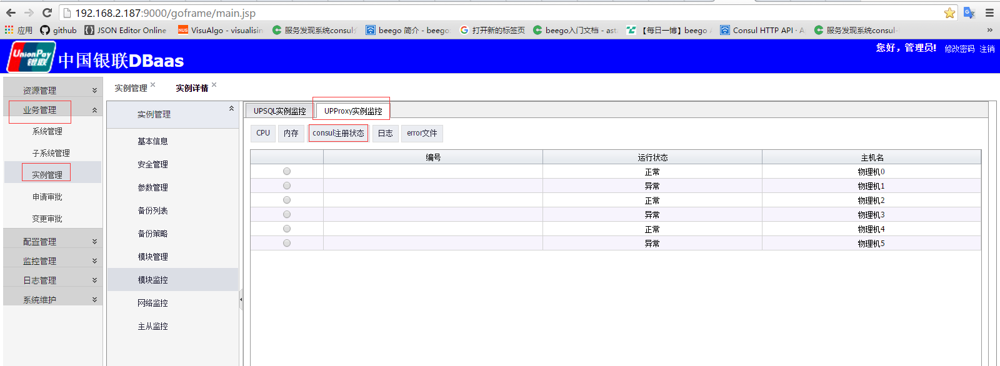 192.168.2.187:9000/goframe/main.jsp
应用 github JSON Editor Online NUS VisuAlgo - visualisin 服务发现系统consul beego 简介 - beego: G 打开新的标签页 beego入门文档 - ast 【每日一博】beego Consul HTTP API · A 服务发现系统consul- »
您好，管理员! 修改密码 注销
UnionPay
银联
中国银联DBaas
实例管理 × 实例详情 ×
资源管理
业务管理
系统管理
子系统管理
实例管理
申请审批
变更审批
配置管理
监控管理
日志管理
系统维护
实例管理
基本信息
安全管理
参数管理
备份列表
备份策略
模块管理
模块监控
网络监控
主从监控
UPSQL实例监控 UPProxy实例监控
CPU 内存 consul注册状态 日志 error文件
编号 运行状态 主机名
正常 物理机0
异常 物理机1
正常 物理机2
异常 物理机3
正常 物理机4
异常 物理机5